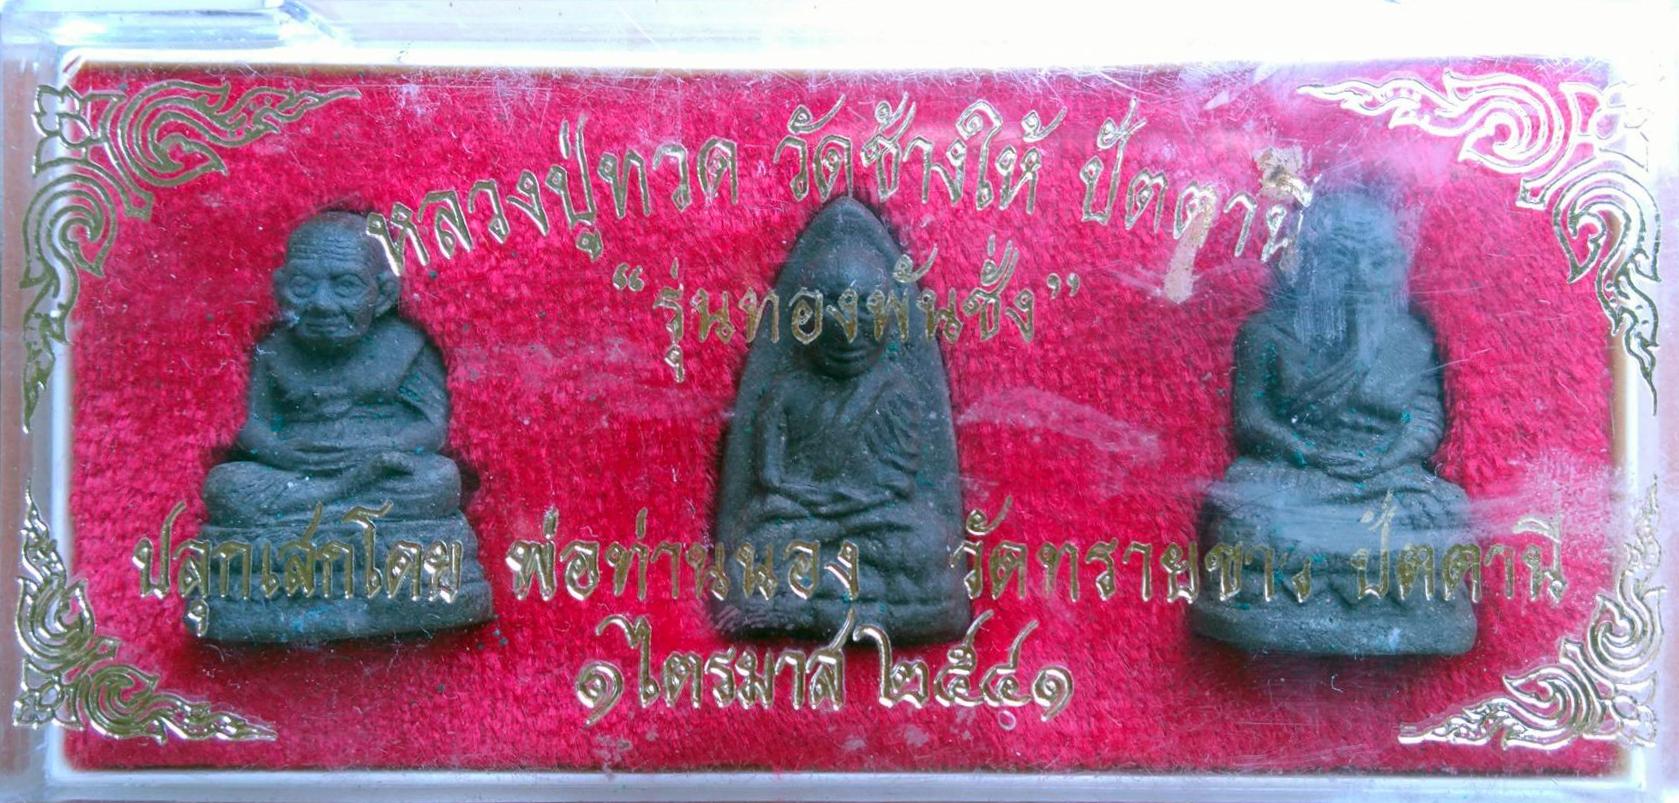 หลวงปู่ทวด วัดช้างให้ ปัตตานี
“รุ่นทองพันชั่ง”
ปลุกเสกโดย พ่อท่านนอง วัดทรายขาว ปัตตานี
๑ ไตรมาส ๒๕๔๑